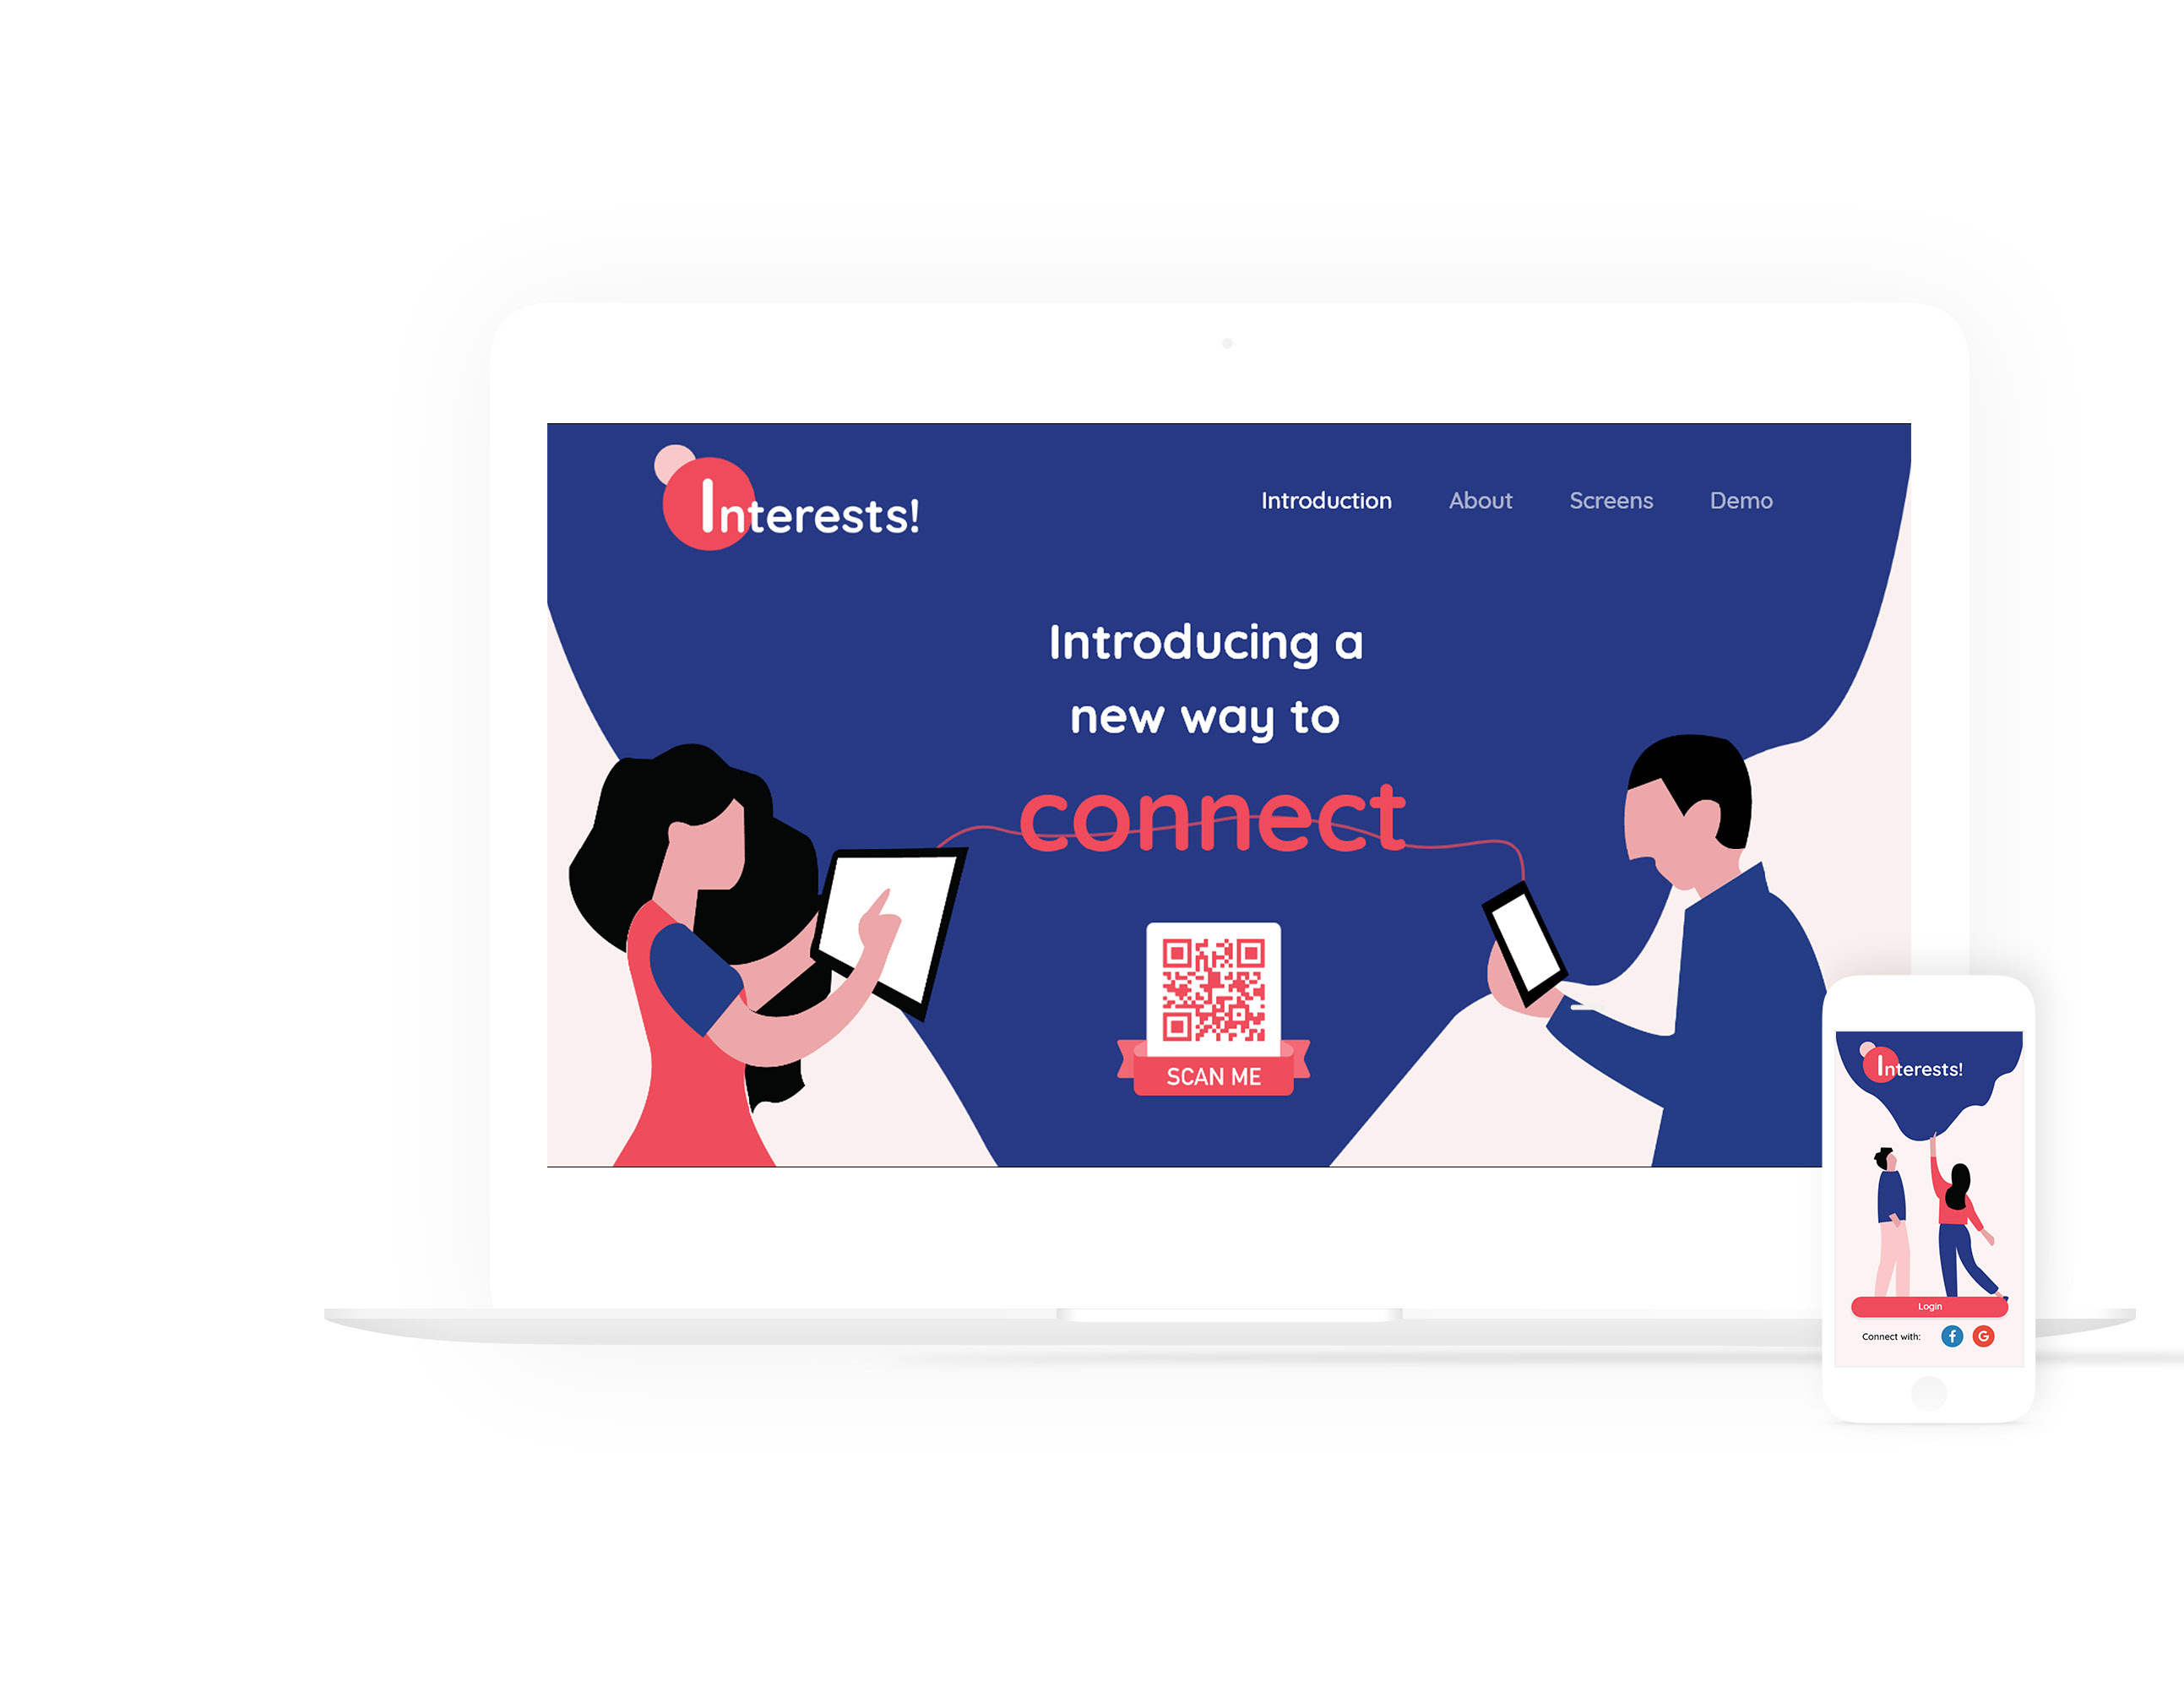 Interests!
Introduction About Screens Demo
Introducing a
new way to
connect
SCAN ME
Interests!
Login
Connect with:
f G